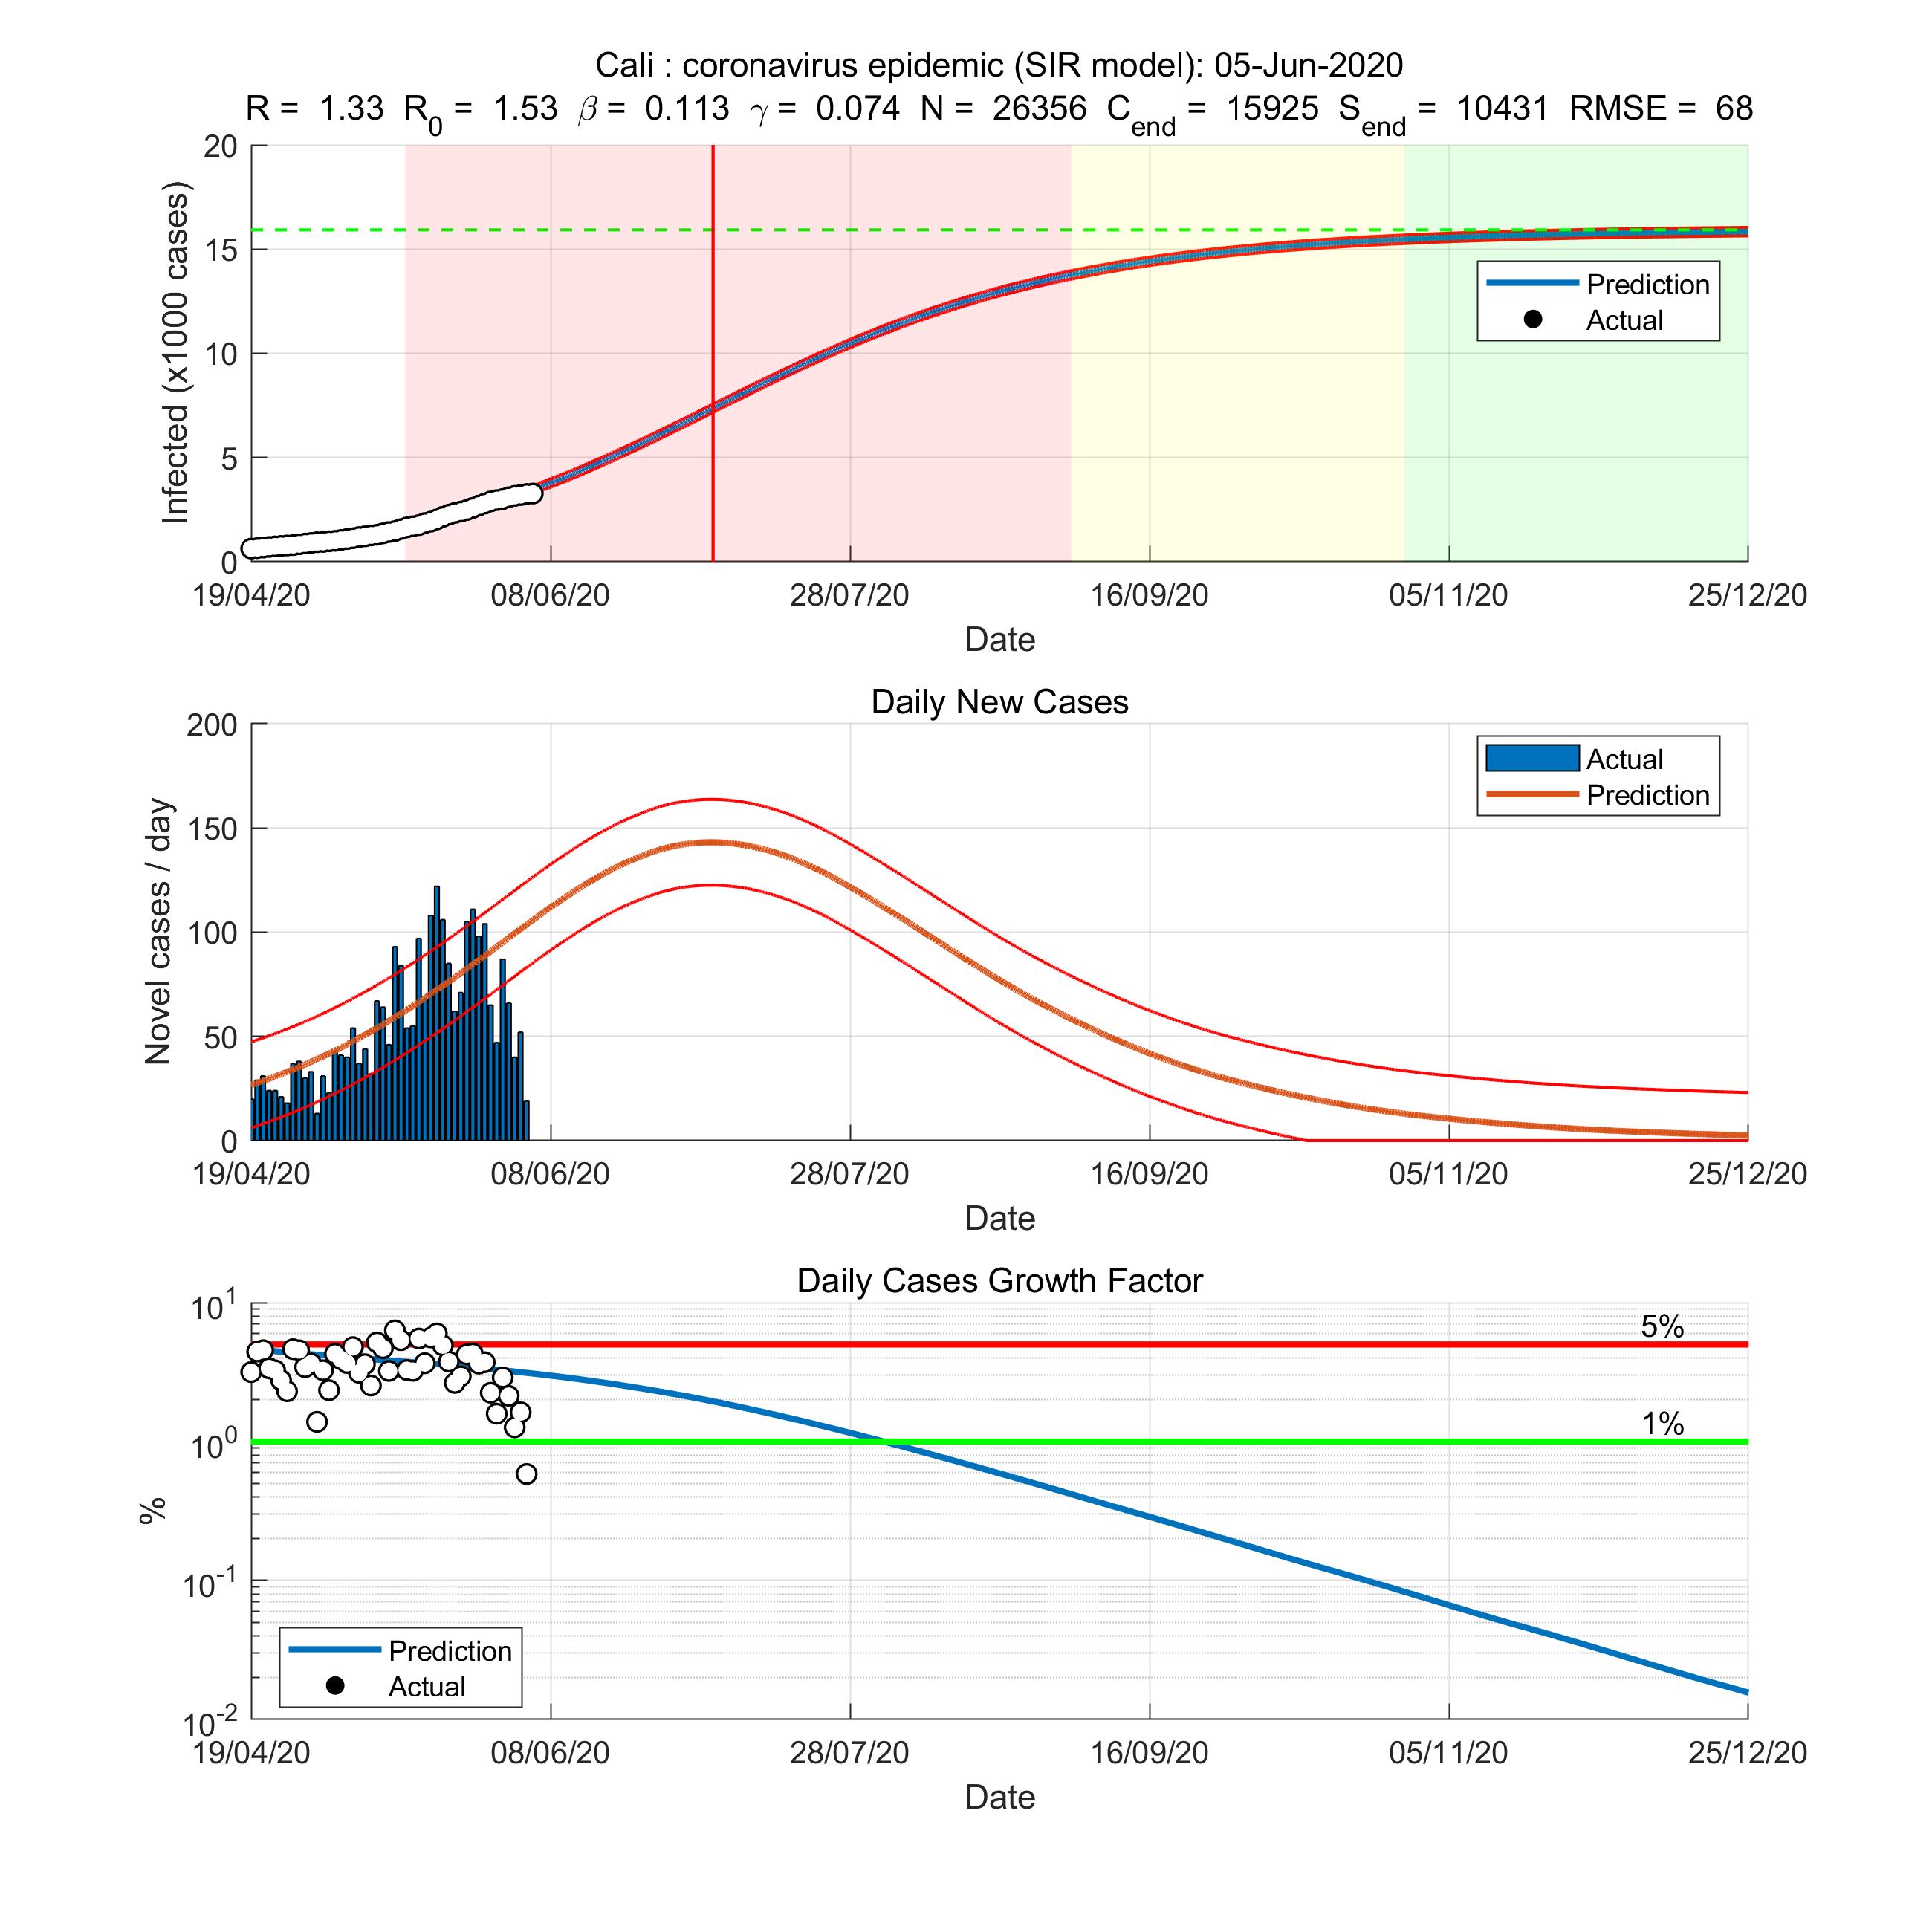 Cali : coronavirus epidemic (SIR model): 05-Jun-2020
R = 1.33 R0 = 1.53 β = 0.113 γ = 0.074 N = 26356 Cend = 15925 Send = 10431 RMSE = 68
20
15
10
5
0
Infected (x1000 cases)
Prediction
Actual
19/04/20 08/06/20 28/07/20 16/09/20 05/11/20 25/12/20
Date
Daily New Cases
200
150
100
50
0
Novel cases / day
Actual
Prediction
19/04/20 08/06/20 28/07/20 16/09/20 05/11/20 25/12/20
Date
Daily Cases Growth Factor
10^1
10^0
10^-1
10^-2
%
5%
1%
Prediction
Actual
19/04/20 08/06/20 28/07/20 16/09/20 05/11/20 25/12/20
Date